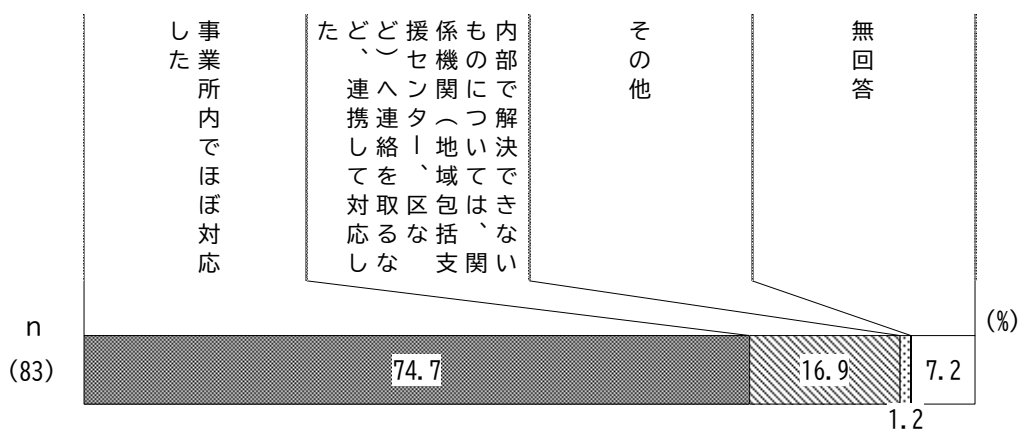 事業所内でほぼ対応
した
内部で解決できない
ものについては、関
係機関（地域包括支
援センター、区な
ど）へ連絡を取るな
ど、連携して対応し
た
その他
無回答
(%)
n
(83)
74.7
16.9
7.2
1.2